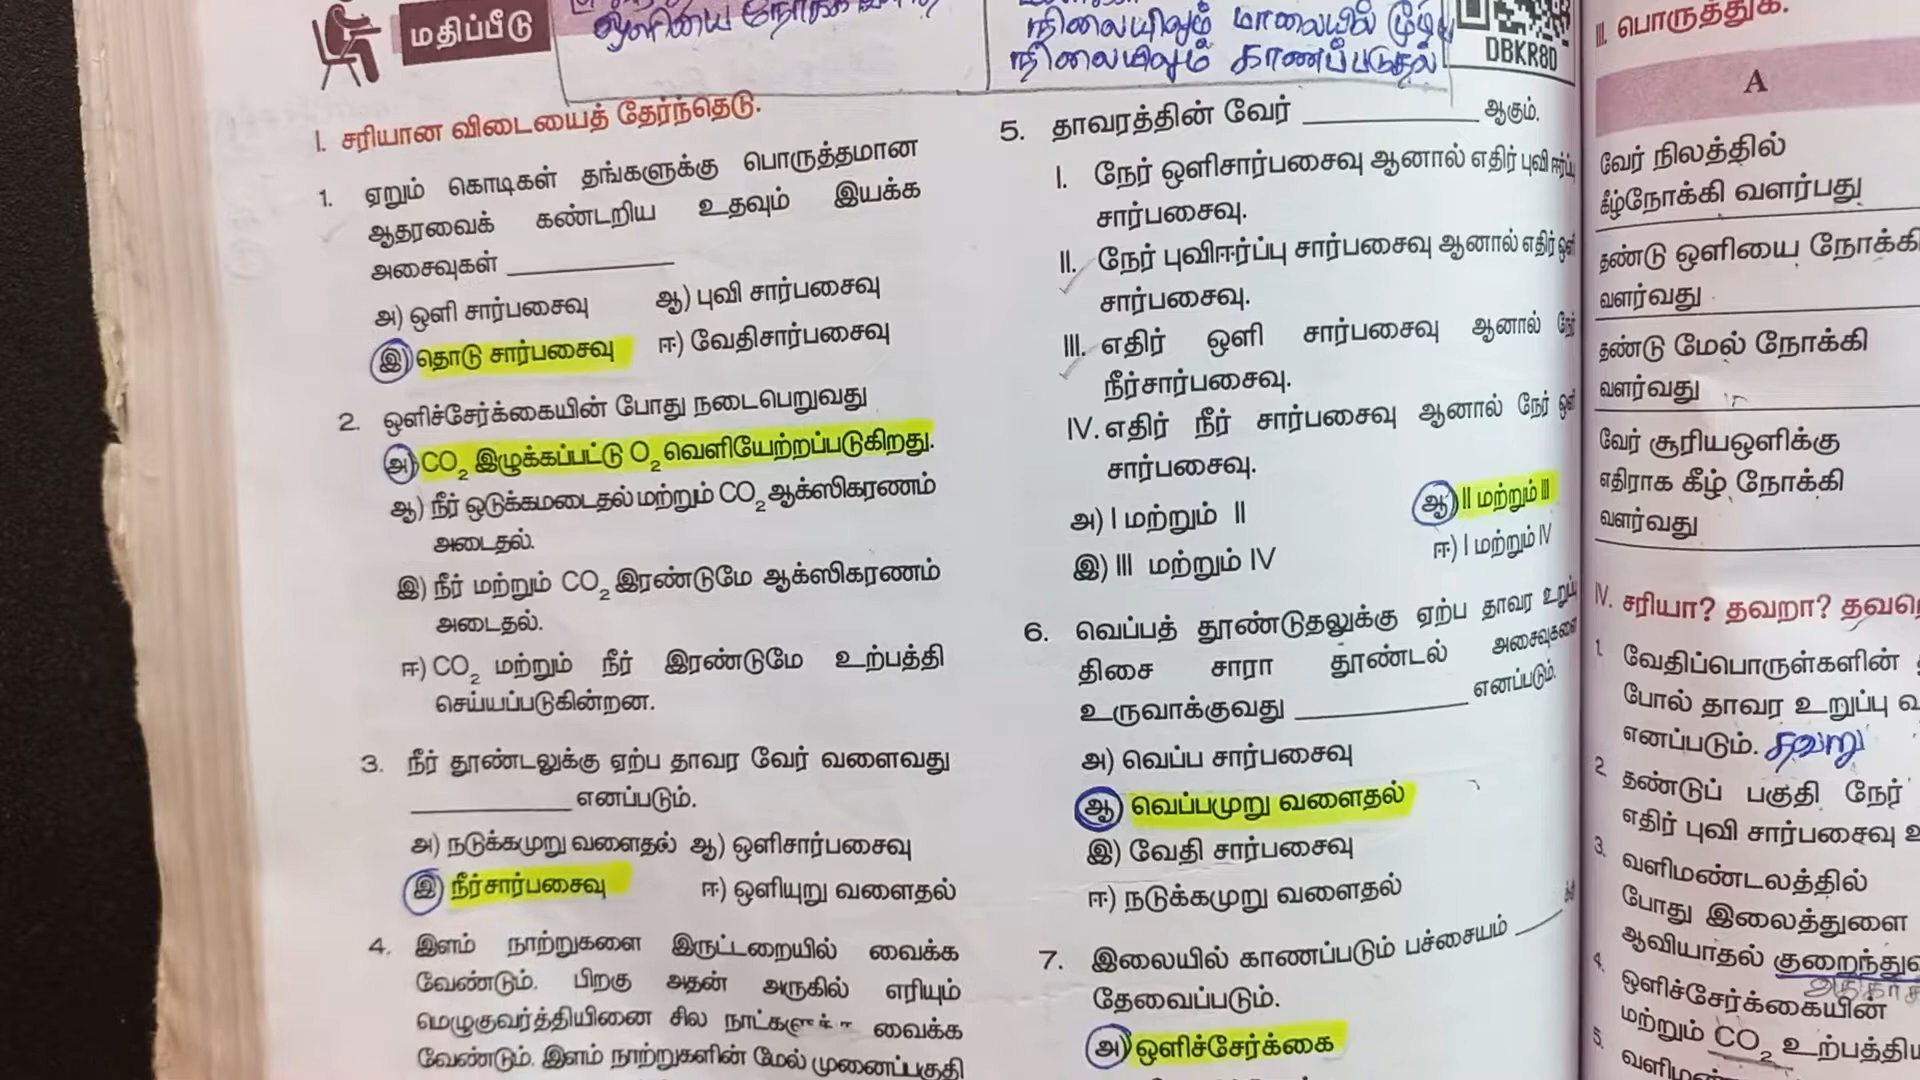 மதிப்பீடு
ஒளியை நோக்கி
நிலையிலும் மாலையில் மூடிய
நிலையிலும் காணப்படுதல்
DBKR8D
I. சரியான விடையைத் தேர்ந்தெடு.
1. ஏறும் கொடிகள் தங்களுக்கு பொருத்தமான
ஆதரவைக் கண்டறிய உதவும் இயக்க
அசைவுகள் ____________
அ) ஒளி சார்பசைவு ஆ) புவி சார்பசைவு
இ) தொடு சார்பசைவு ஈ) வேதிசார்பசைவு
2. ஒளிச்சேர்க்கையின் போது நடைபெறுவது
அ) CO₂ இழுக்கப்பட்டு O₂ வெளியேற்றப்படுகிறது.
ஆ) நீர் ஒடுக்கமடைதல் மற்றும் CO₂ ஆக்ஸிகரணம்
அடைதல்.
இ) நீர் மற்றும் CO₂ இரண்டுமே ஆக்ஸிகரணம்
அடைதல்.
ஈ) CO₂ மற்றும் நீர் இரண்டுமே உற்பத்தி
செய்யப்படுகின்றன.
3. நீர் தூண்டலுக்கு ஏற்ப தாவர வேர் வளைவது
____________ எனப்படும்.
அ) நடுக்கமுறு வளைதல் ஆ) ஒளிசார்பசைவு
இ) நீர்சார்பசைவு ஈ) ஒளியுறு வளைதல்
4. இளம் நாற்றுகளை இருட்டறையில் வைக்க
வேண்டும். பிறகு அதன் அருகில் எரியும்
மெழுகுவர்த்தியினை சில நாட்களுக்கு வைக்க
வேண்டும். இளம் நாற்றுகளின் மேல் முனைப்பகுதி
5. தாவரத்தின் வேர் ____________ ஆகும்.
I. நேர் ஒளிசார்பசைவு ஆனால் எதிர் புவி ஈர்ப்பு
சார்பசைவு.
II. நேர் புவிஈர்ப்பு சார்பசைவு ஆனால் எதிர் ஒளி
சார்பசைவு.
III. எதிர் ஒளி சார்பசைவு ஆனால் நேர்
நீர்சார்பசைவு.
IV. எதிர் நீர் சார்பசைவு ஆனால் நேர் ஒளி
சார்பசைவு.
அ) I மற்றும் II ஆ) II மற்றும் III
இ) III மற்றும் IV ஈ) I மற்றும் IV
6. வெப்பத் தூண்டுதலுக்கு ஏற்ப தாவர உறுப்பு
திசை சாரா தூண்டல் அசைவுகளை
உருவாக்குவது ____________ எனப்படும்.
அ) வெப்ப சார்பசைவு
ஆ) வெப்பமுறு வளைதல்
இ) வேதி சார்பசைவு
ஈ) நடுக்கமுறு வளைதல்
7. இலையில் காணப்படும் பச்சையம் ____
தேவைப்படும்.
அ) ஒளிச்சேர்க்கை
III. பொருத்துக.
A
வேர் நிலத்தில்
கீழ்நோக்கி வளர்பது
தண்டு ஒளியை நோக்கி
வளர்வது
தண்டு மேல் நோக்கி
வளர்வது
வேர் சூரியஒளிக்கு
எதிராக கீழ் நோக்கி
வளர்வது
IV. சரியா? தவறா?
1. வேதிப்பொருள்களின்
போல் தாவர உறுப்பு
எனப்படும். தவறு
2 தண்டுப் பகுதி நேர்
எதிர் புவி சார்பசைவு
3. வளிமண்டலத்தில்
போது இலைத்துளை
ஆவியாதல்
4. ஒளிச்சேர்க்கையின்
மற்றும் CO₂
5.